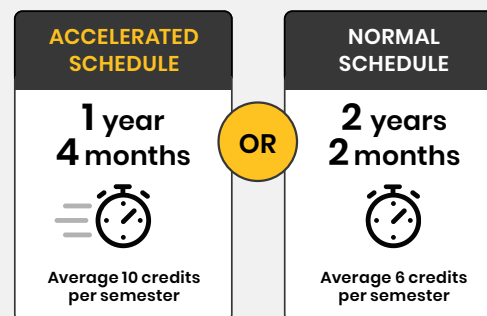 ACCELERATED
SCHEDULE
1 year
4 months
Average 10 credits
per semester
OR
NORMAL
SCHEDULE
2 years
2 months
Average 6 credits
per semester